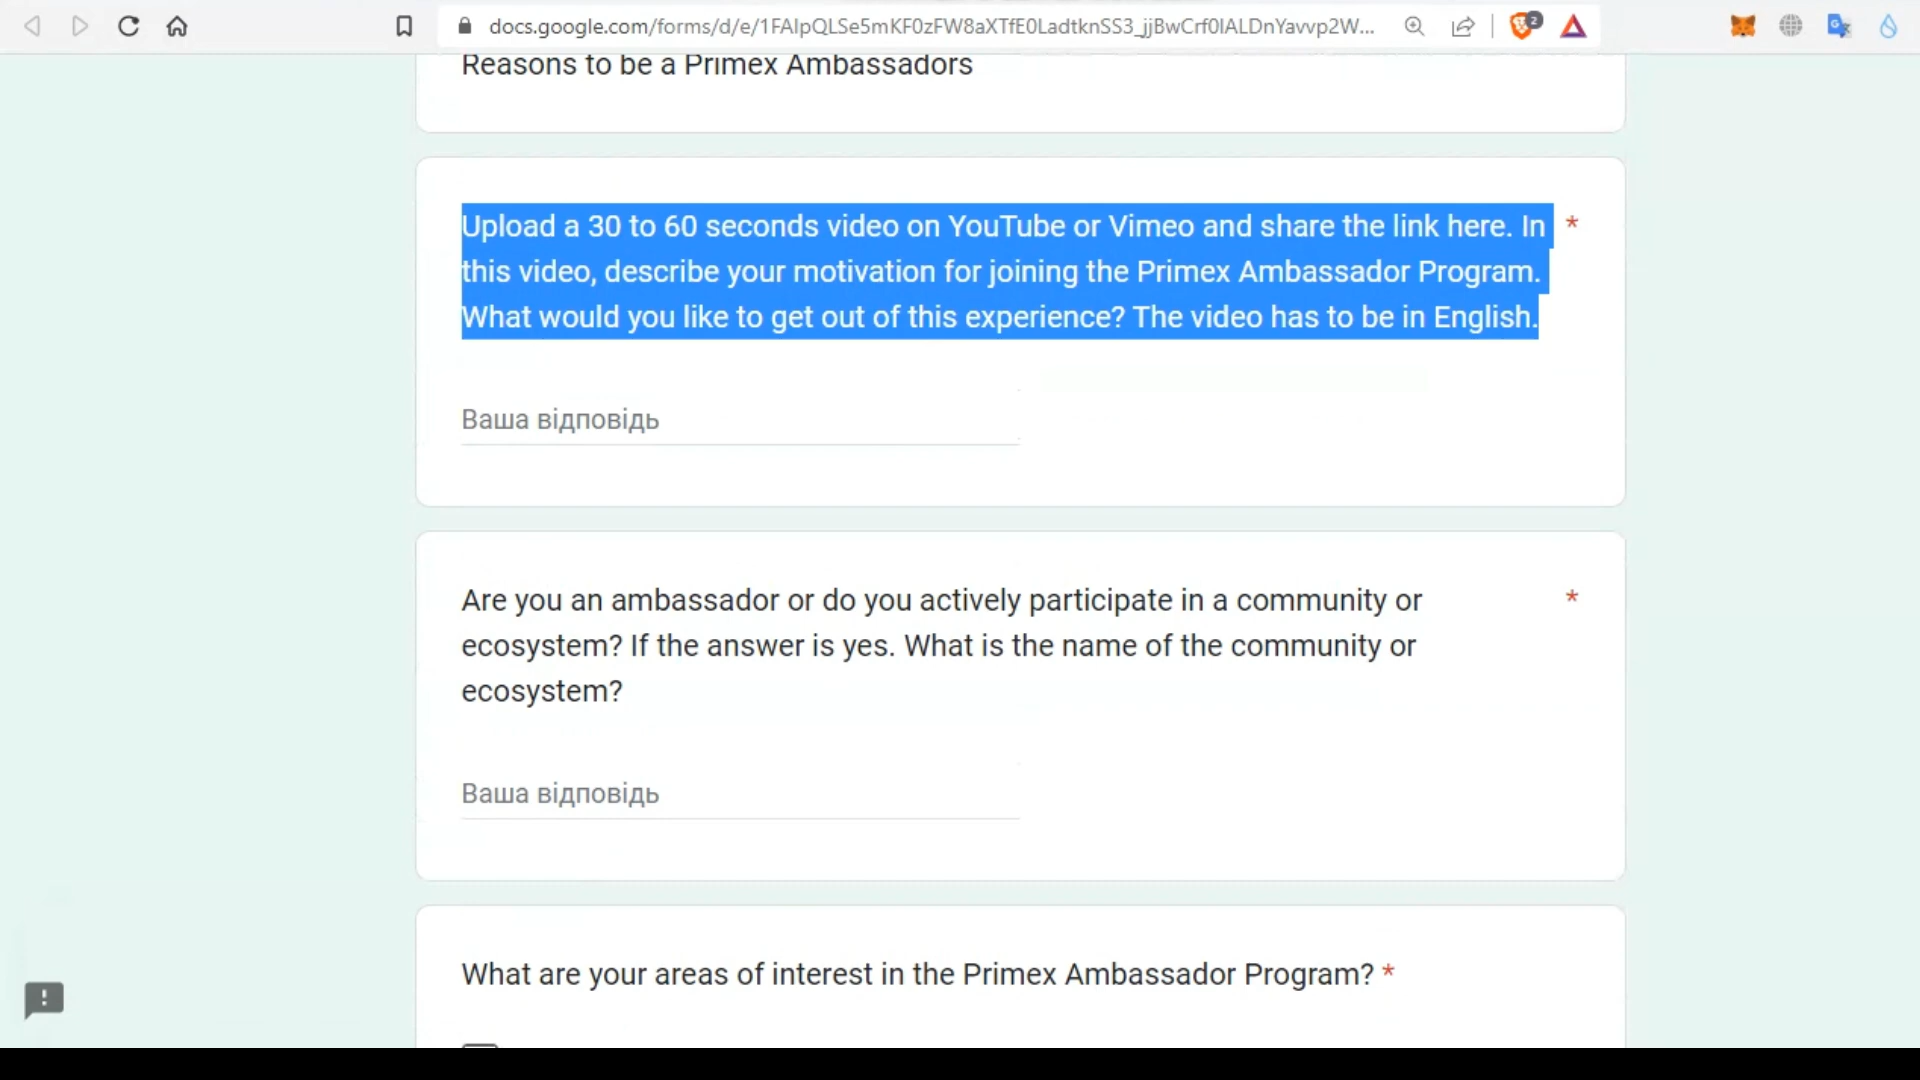 docs.google.com/forms/d/e/1FAIpQLSe5mKF0zFW8aXTfE0LadtknSS3_jjBwCrf0IALDnYavvp2W...
2
Reasons to be a Primex Ambassadors
Upload a 30 to 60 seconds video on YouTube or Vimeo and share the link here. In *
this video, describe your motivation for joining the Primex Ambassador Program.
What would you like to get out of this experience? The video has to be in English.
Ваша відповідь
Are you an ambassador or do you actively participate in a community or *
ecosystem? If the answer is yes. What is the name of the community or
ecosystem?
Ваша відповідь
What are your areas of interest in the Primex Ambassador Program? *